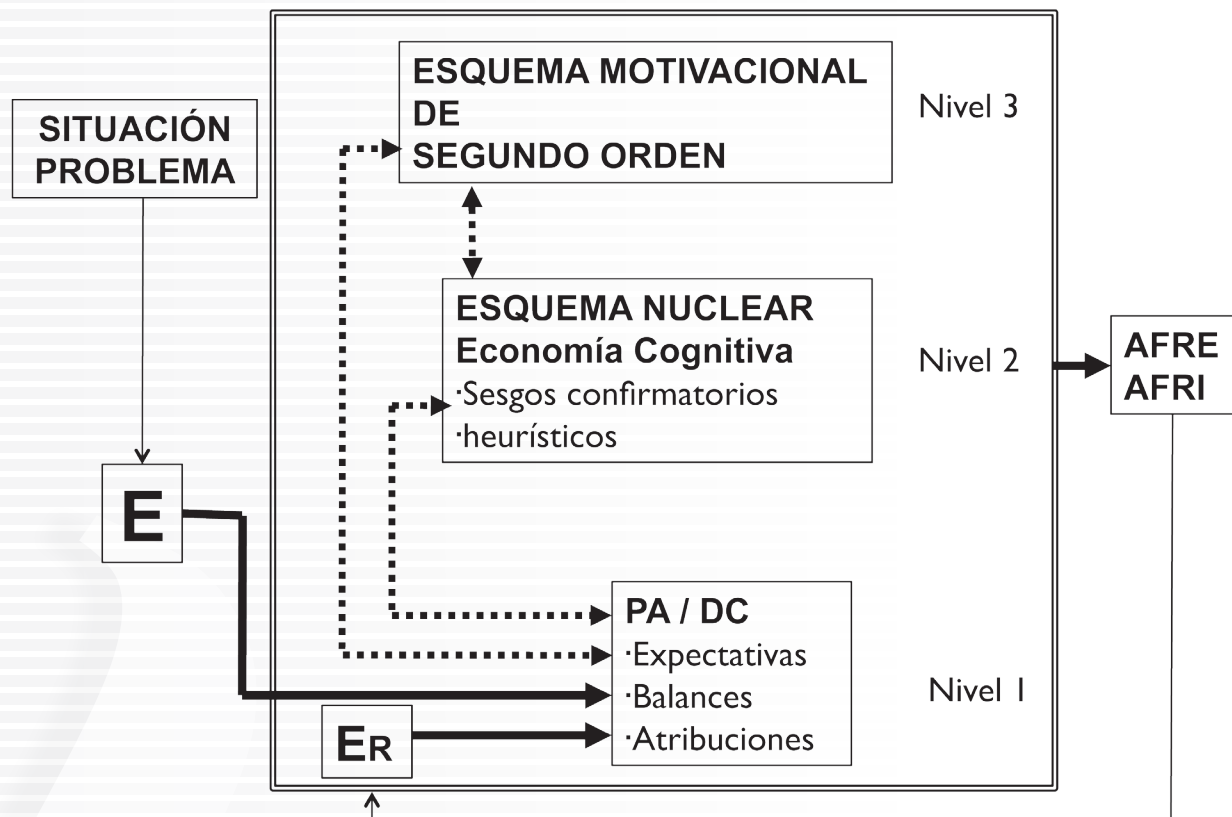 SITUACIÓN
PROBLEMA
E
ESQUEMA MOTIVACIONAL
DE
SEGUNDO ORDEN
Nivel 3
ESQUEMA NUCLEAR
Economía Cognitiva
·Sesgos confirmatorios
·heurísticos
Nivel 2
PA / DC
·Expectativas
·Balances
·Atribuciones
Nivel 1
ER
AFRE
AFRI